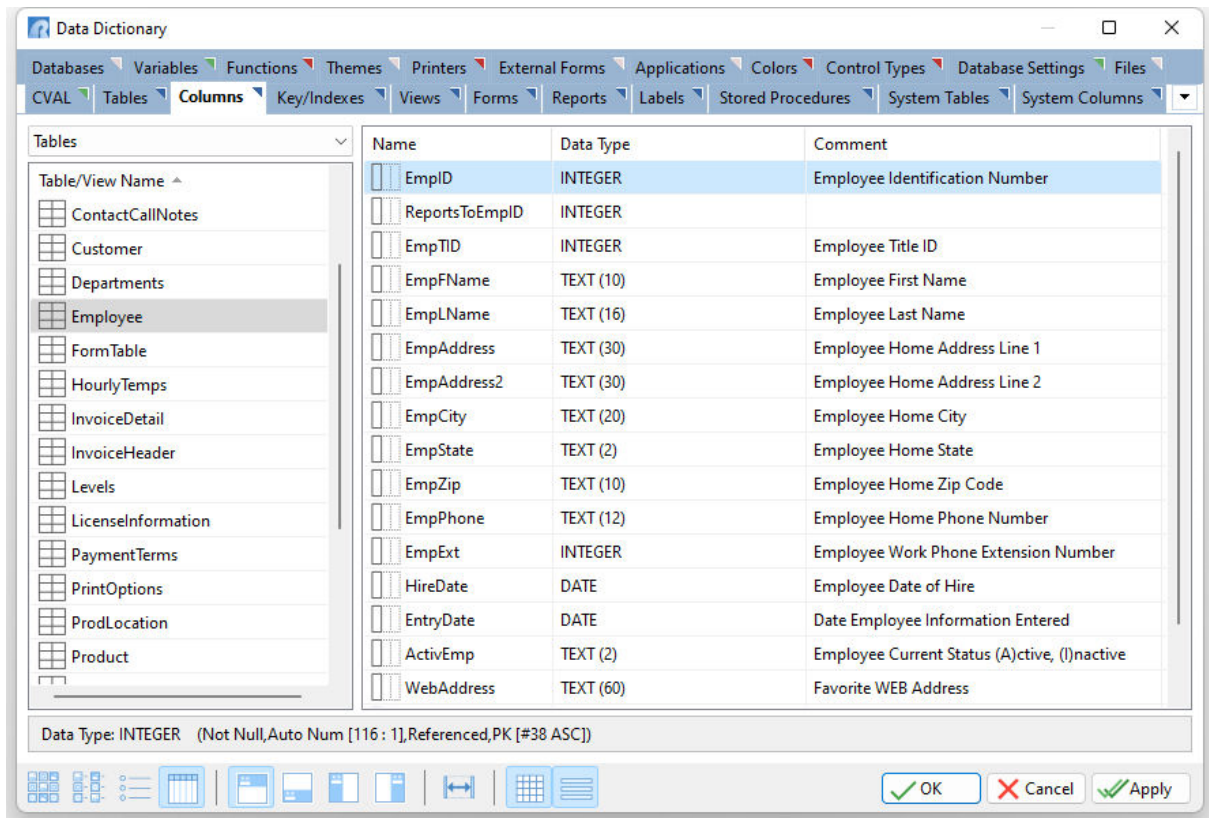 Data Dictionary
Databases Variables Functions Themes Printers External Forms Applications Colors Control Types Database Settings Files
CVAL Tables Columns Key/Indexes Views Forms Reports Labels Stored Procedures System Tables System Columns
Tables
Table/View Name
ContactCallNotes
Customer
Departments
Employee
FormTable
HourlyTemps
InvoiceDetail
InvoiceHeader
Levels
LicenseInformation
PaymentTerms
PrintOptions
ProdLocation
Product
Name Data Type Comment
EmpID INTEGER Employee Identification Number
ReportsToEmpID INTEGER
EmpTID INTEGER Employee Title ID
EmpFName TEXT (10) Employee First Name
EmpLName TEXT (16) Employee Last Name
EmpAddress TEXT (30) Employee Home Address Line 1
EmpAddress2 TEXT (30) Employee Home Address Line 2
EmpCity TEXT (20) Employee Home City
EmpState TEXT (2) Employee Home State
EmpZip TEXT (10) Employee Home Zip Code
EmpPhone TEXT (12) Employee Home Phone Number
EmpExt INTEGER Employee Work Phone Extension Number
HireDate DATE Employee Date of Hire
EntryDate DATE Date Employee Information Entered
ActivEmp TEXT (2) Employee Current Status (A)ctive, (I)nactive
WebAddress TEXT (60) Favorite WEB Address
Data Type: INTEGER (Not Null,Auto Num [116 : 1],Referenced,PK [#38 ASC])
OK Cancel Apply